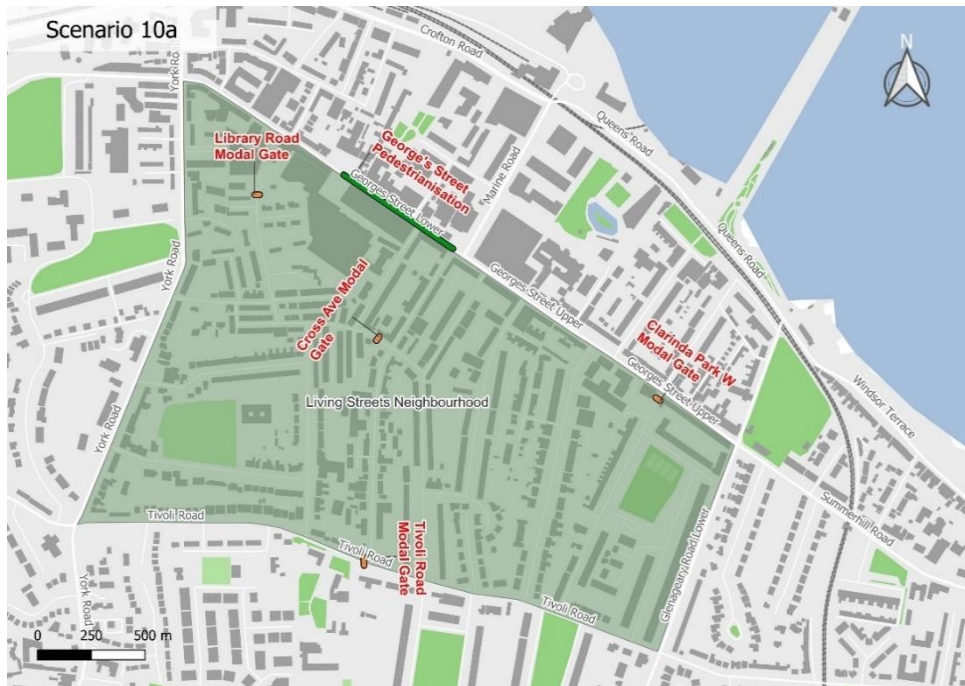 Scenario 10a
York Road
Crofton Road
N
Library Road
Modal Gate
George's Street
Pedestrianisation
Queens Road
Marine Road
Georges Street Lower
York Road
Queens Road
Georges Street Upper
Cross Ave Modal
Gate
Clarinda Park W
Modal Gate
Living Streets Neighbourhood
Georges Street Upper
Windsor Terrace
York Road
Summerhill Road
Tivoli Road
Tivoli Road
Tivoli Road
Modal Gate
Glenageary Road Lower
York Road
Tivoli Road
0 250 500 m